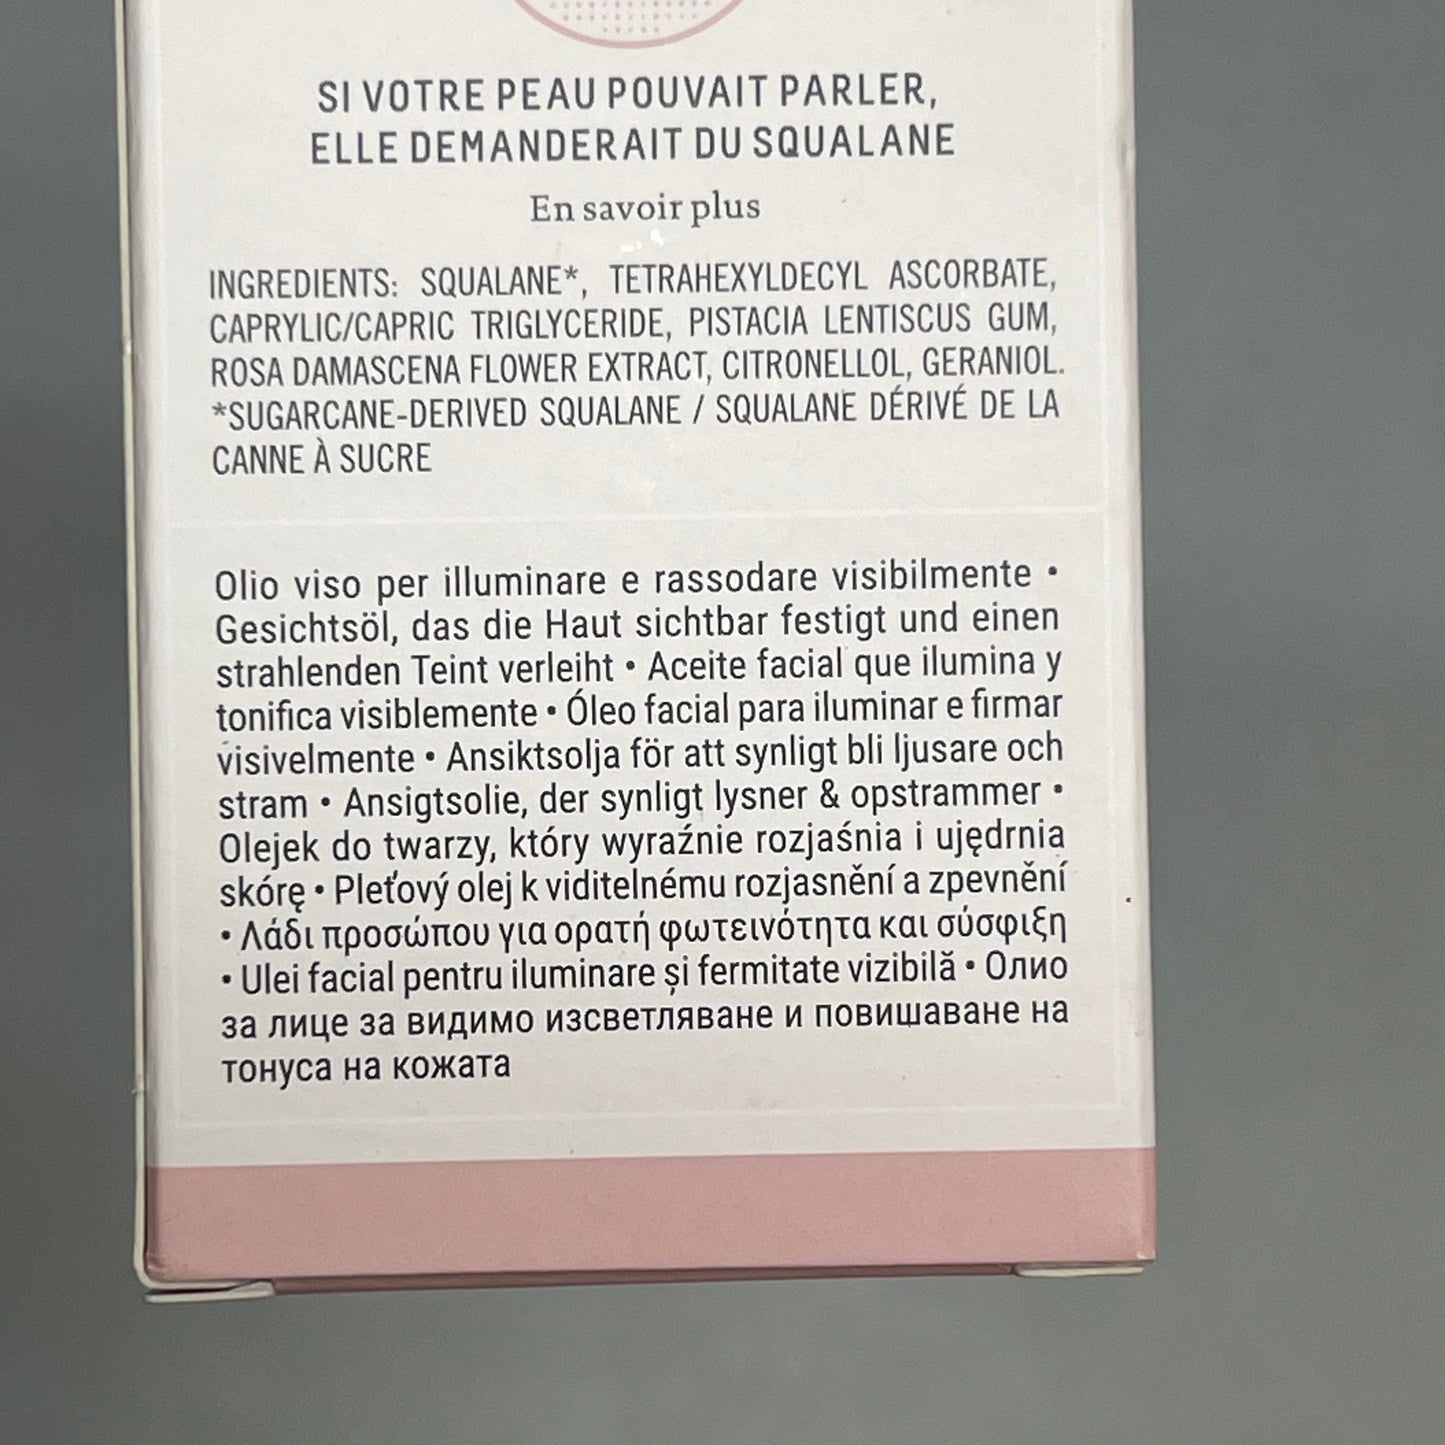 SI VOTRE PEAU POUVAIT PARLER,
ELLE DEMANDERAIT DU SQUALANE
En savoir plus
INGREDIENTS: SQUALANE*, TETRAHEXYLDECYL ASCORBATE,
CAPRYLIC/CAPRIC TRIGLYCERIDE, PISTACIA LENTISCUS GUM,
ROSA DAMASCENA FLOWER EXTRACT, CITRONELLOL, GERANIOL.
*SUGARCANE-DERIVED SQUALANE / SQUALANE DÉRIVÉ DE LA
CANNE À SUCRE
Olio viso per illuminare e rassodare visibilmente •
Gesichtsöl, das die Haut sichtbar festigt und einen
strahlenden Teint verleiht • Aceite facial que ilumina y
tonifica visiblemente • Óleo facial para iluminar e firmar
visivelmente • Ansiktsolja för att synligt bli ljusare och
stram • Ansigtsolie, der synligt lysner & opstrammer •
Olejek do twarzy, który wyraźnie rozjaśnia i ujędrnia
skórę • Pleťový olej k viditelnému rozjasnění a zpevnění
• Λάδι προσώπου για ορατή φωτεινότητα και σύσφιξη
• Ulei facial pentru iluminare și fermitate vizibilă • Олио
за лице за видимо изсветляване и повишаване на
тонуса на кожата